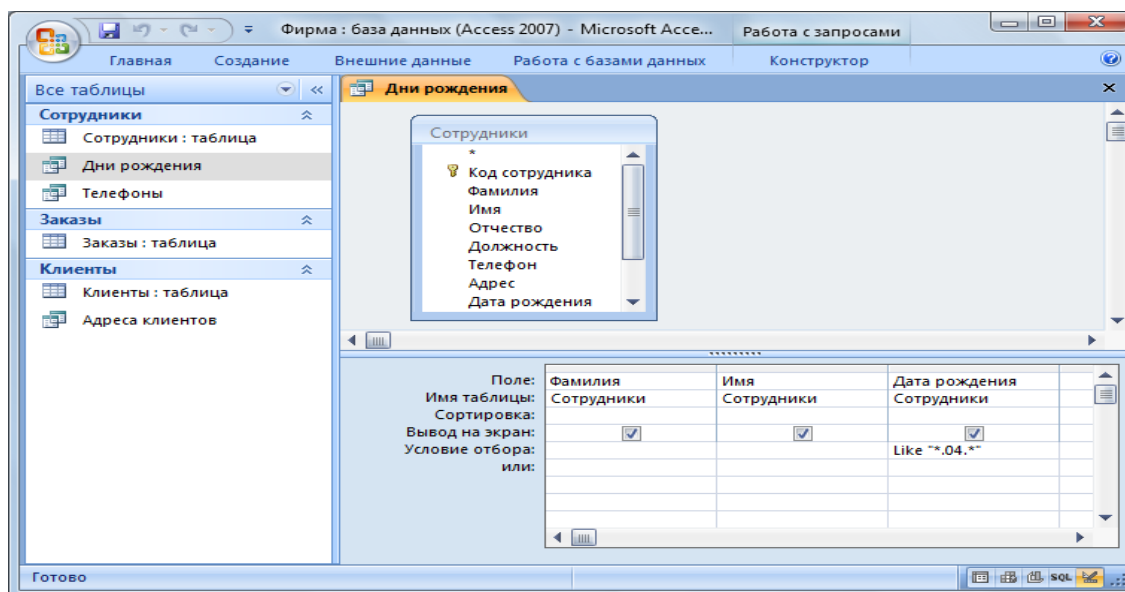 Фирма : база данных (Access 2007) - Microsoft Acce...
Работа с запросами
Главная Создание Внешние данные Работа с базами данных Конструктор
Все таблицы
Сотрудники
Сотрудники : таблица
Дни рождения
Телефоны
Заказы
Заказы : таблица
Клиенты
Клиенты : таблица
Адреса клиентов
Дни рождения
Сотрудники
*
Код сотрудника
Фамилия
Имя
Отчество
Должность
Телефон
Адрес
Дата рождения
Поле: Фамилия Имя Дата рождения
Имя таблицы: Сотрудники Сотрудники Сотрудники
Сортировка:
Вывод на экран:
Условие отбора: Like "*.04.*"
или:
Готово
SQL